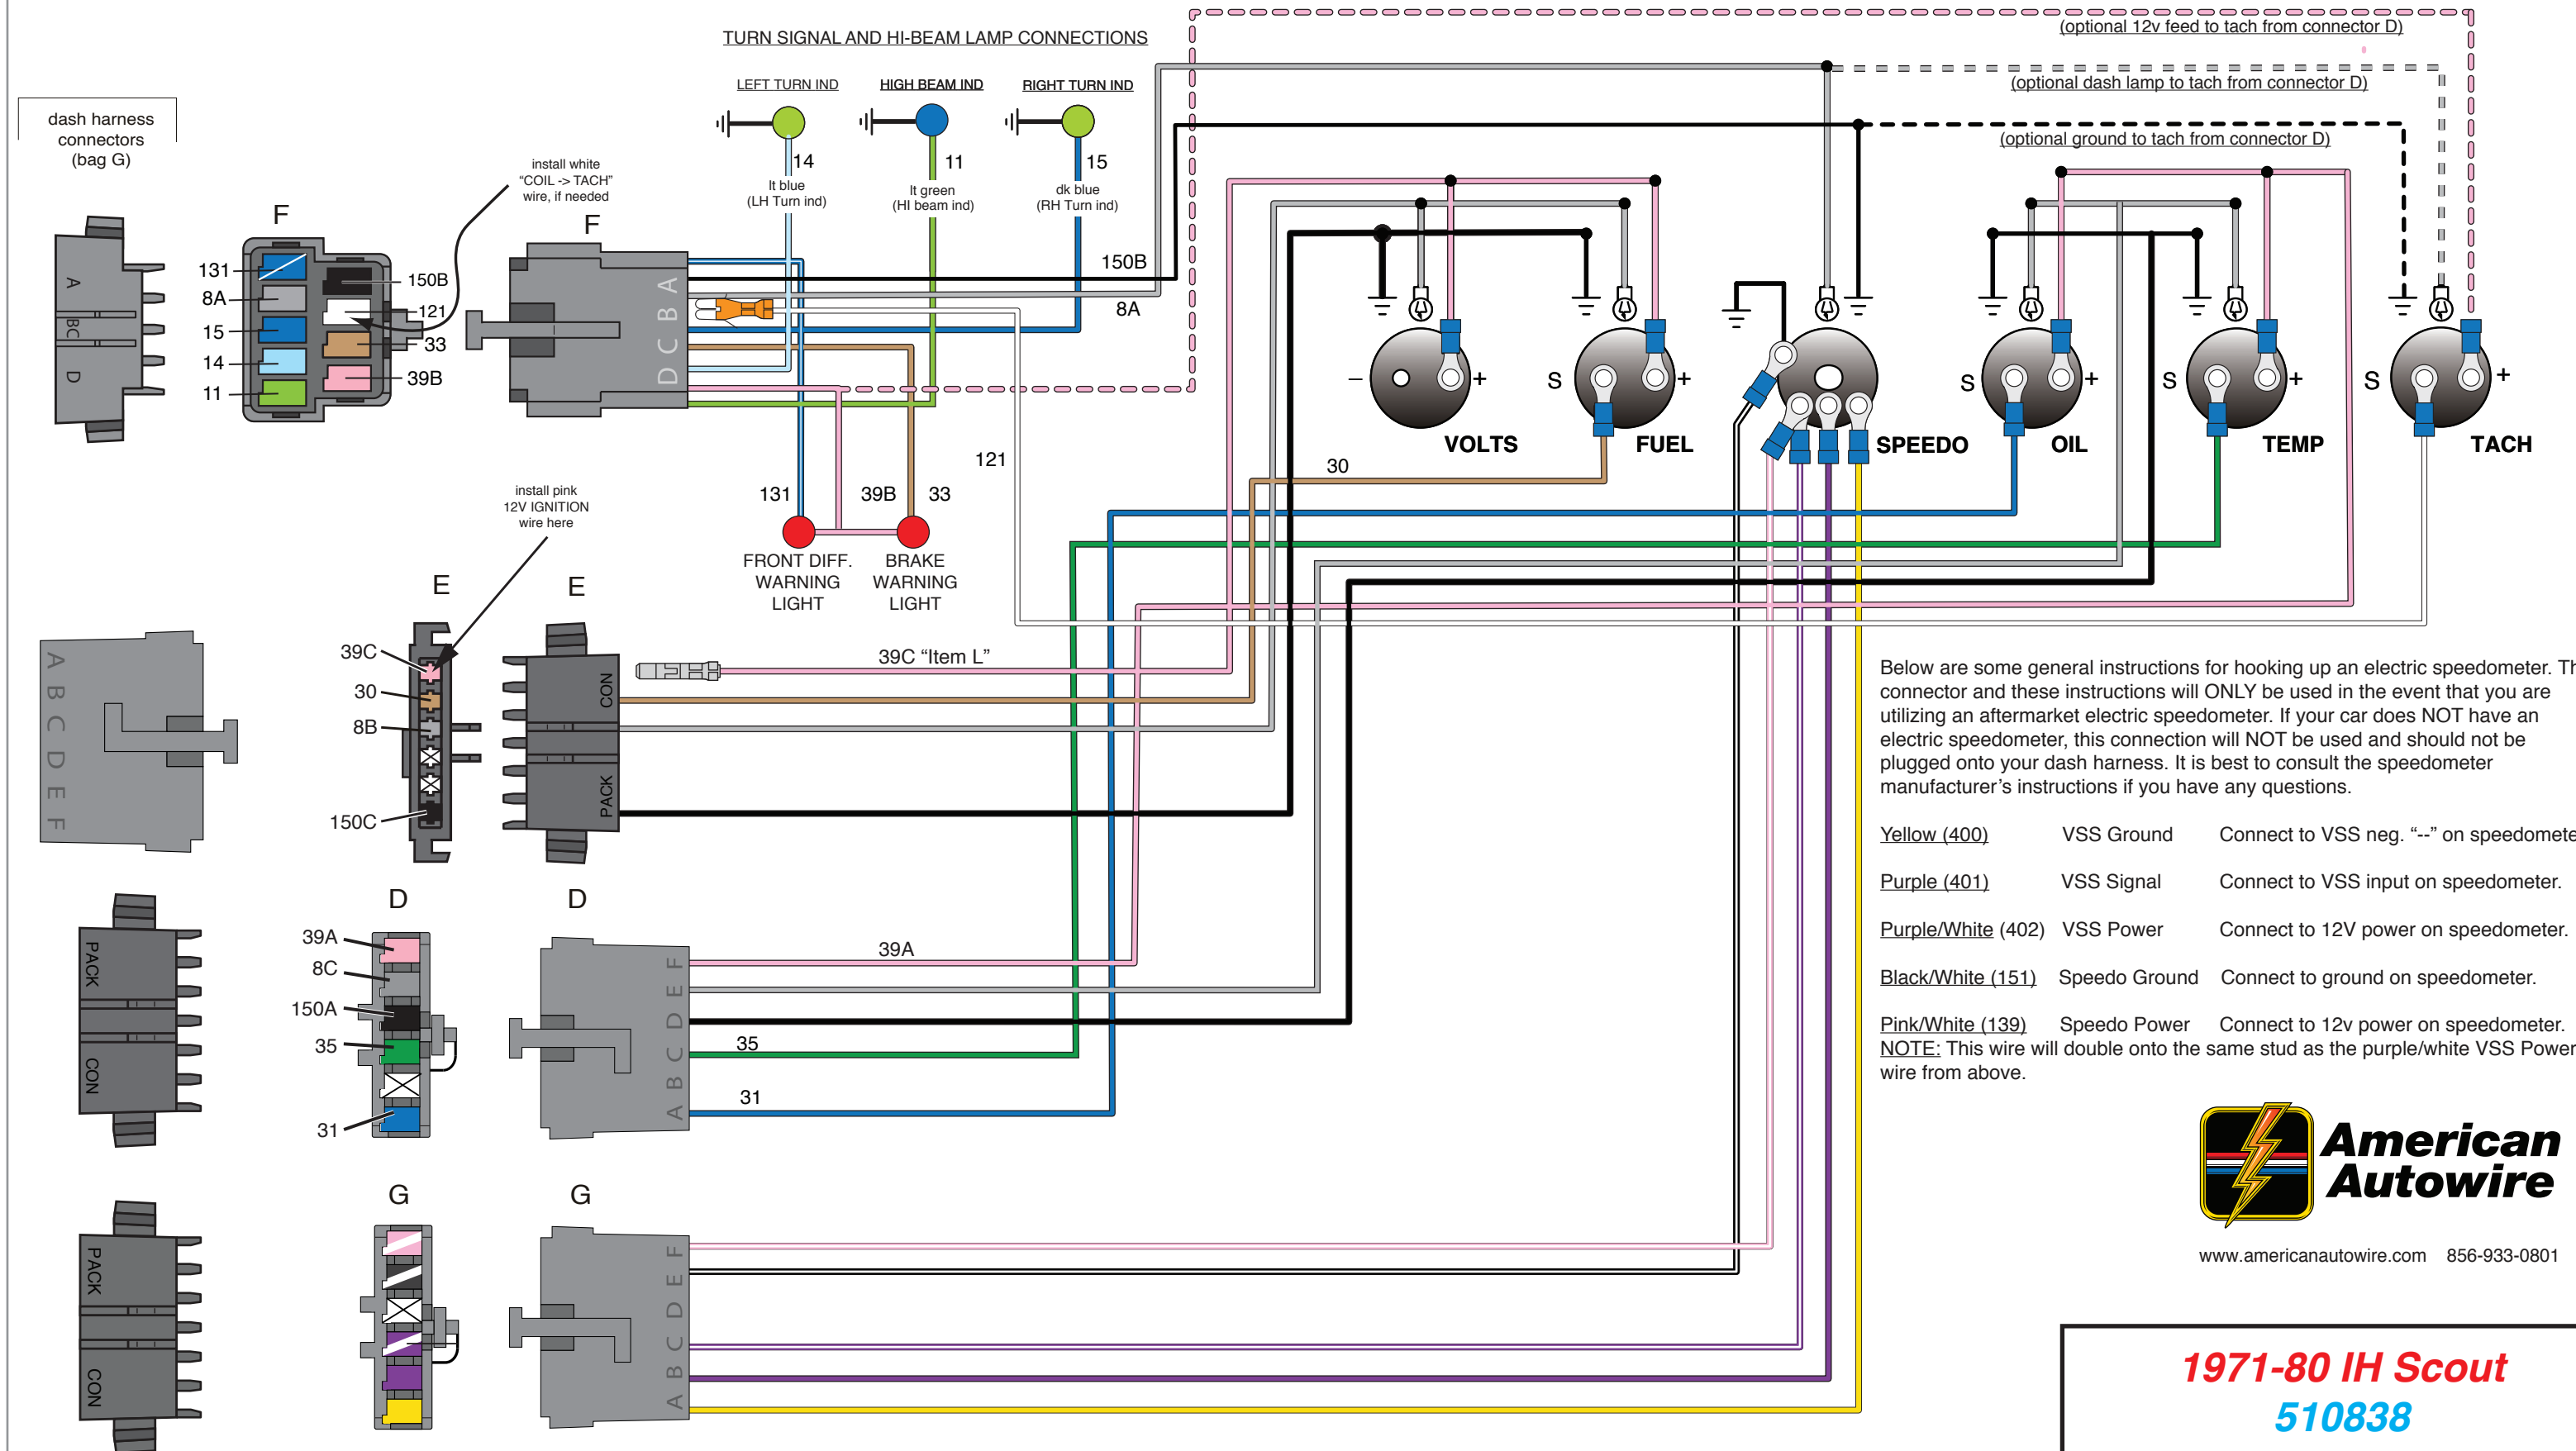 TURN SIGNAL AND HI-BEAM LAMP CONNECTIONS
(optional 12v feed to tach from connector D)
(optional dash lamp to tach from connector D)
(optional ground to tach from connector D)
LEFT TURN IND
HIGH BEAM IND
RIGHT TURN IND
dash harness
connectors
(bag G)
install white
“COIL -> TACH”
wire, if needed
14
lt blue
(LH Turn ind)
11
lt green
(HI beam ind)
15
dk blue
(RH Turn ind)
F
F
A
BC
D
131
8A
15
14
11
150B
121
33
39B
A
B
C
D
150B
8A
121
131
39B
33
FRONT DIFF.
WARNING
LIGHT
BRAKE
WARNING
LIGHT
–
+
VOLTS
S
+
FUEL
30
SPEEDO
S
+
OIL
S
+
TEMP
S
+
TACH
install pink
12V IGNITION
wire here
E
E
A
B
C
D
E
F
39C
30
8B
150C
CON
PACK
39C “Item L”
D
D
PACK
CON
39A
8C
150A
35
31
F
E
D
C
B
A
39A
35
31
G
G
PACK
CON
F
E
D
C
B
A
Below are some general instructions for hooking up an electric speedometer. Th
connector and these instructions will ONLY be used in the event that you are
utilizing an aftermarket electric speedometer. If your car does NOT have an
electric speedometer, this connection will NOT be used and should not be
plugged onto your dash harness. It is best to consult the speedometer
manufacturer’s instructions if you have any questions.
Yellow (400) VSS Ground Connect to VSS neg. “--” on speedomete
Purple (401) VSS Signal Connect to VSS input on speedometer.
Purple/White (402) VSS Power Connect to 12V power on speedometer.
Black/White (151) Speedo Ground Connect to ground on speedometer.
Pink/White (139) Speedo Power Connect to 12v power on speedometer.
NOTE: This wire will double onto the same stud as the purple/white VSS Power
wire from above.
American
Autowire
www.americanautowire.com 856-933-0801
1971-80 IH Scout
510838